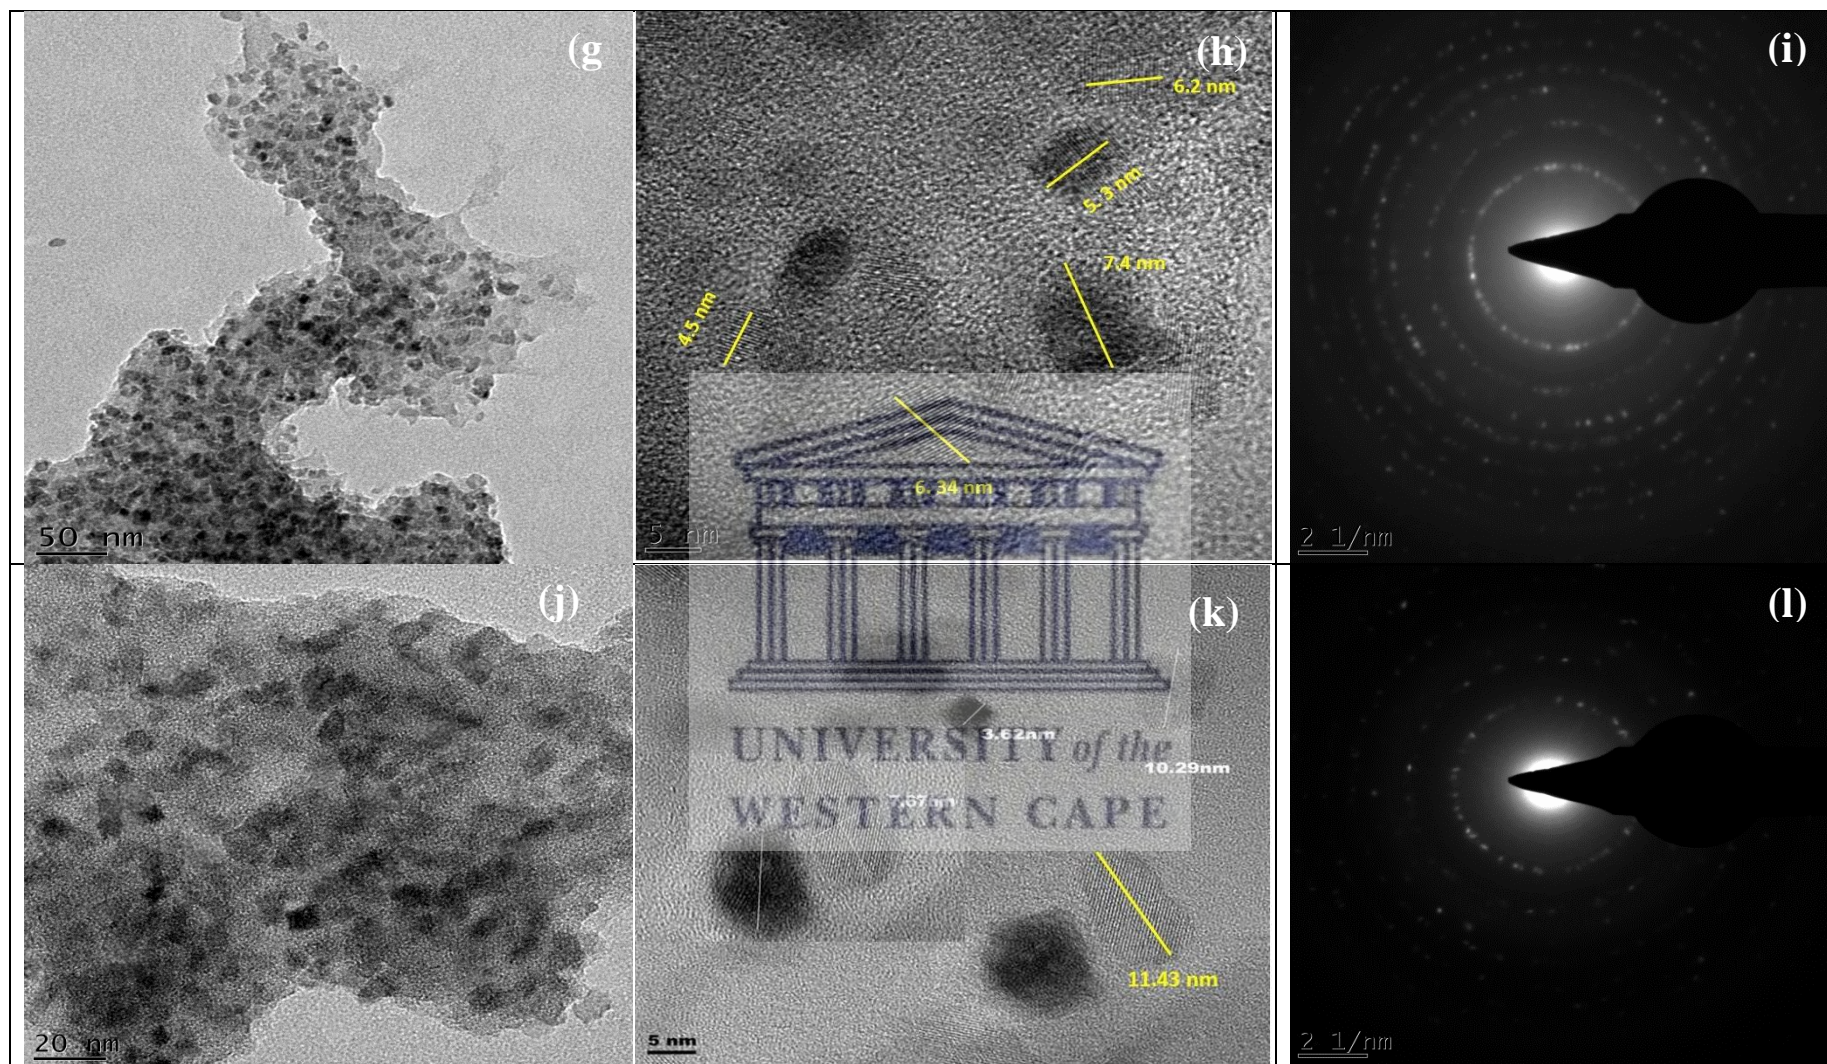 (g
(h)
(i)
6.2 nm
5. 3 nm
7.4 nm
4.5 nm
6. 34 nm
50 nm
5 nm
2 1/nm
(j)
(k)
(l)
3.62nm
UNIVERSITY of the
10.29nm
7.67nm
WESTERN CAPE
11.43 nm
20 nm
5 nm
2 1/nm